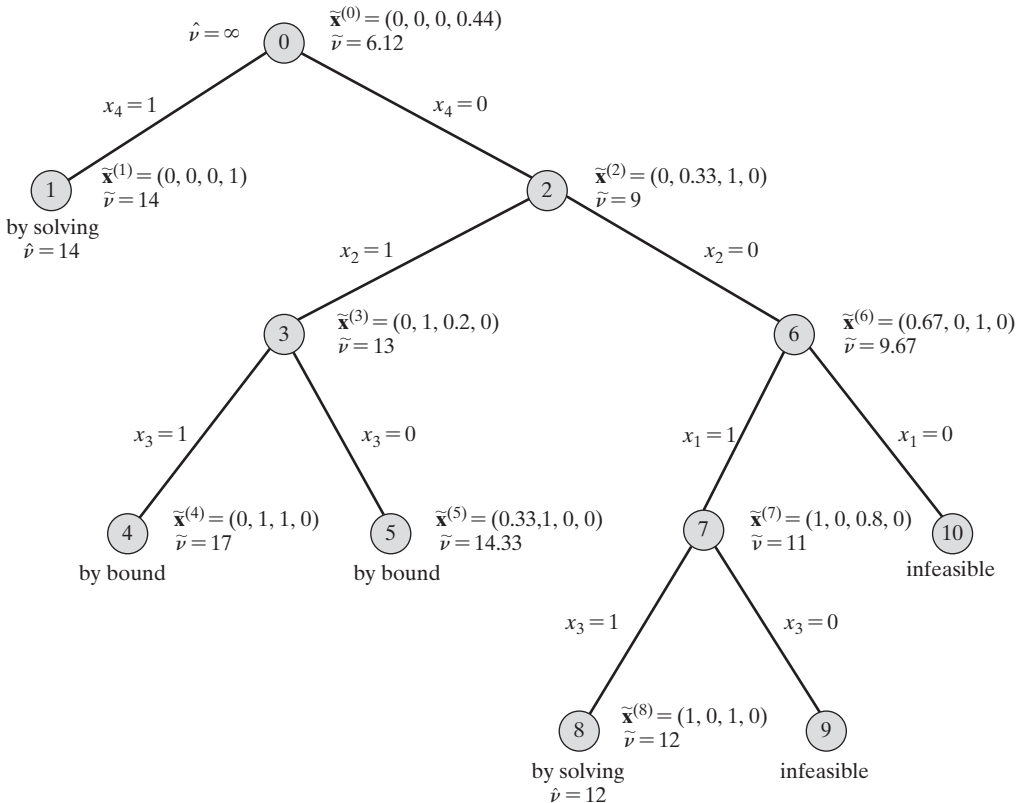 ν̂ = ∞
0
x̃⁽⁰⁾ = (0, 0, 0, 0.44)
ν̃ = 6.12
x₄ = 1
x₄ = 0
1
x̃⁽¹⁾ = (0, 0, 0, 1)
ν̃ = 14
by solving
ν̂ = 14
2
x̃⁽²⁾ = (0, 0.33, 1, 0)
ν̃ = 9
x₂ = 1
x₂ = 0
3
x̃⁽³⁾ = (0, 1, 0.2, 0)
ν̃ = 13
6
x̃⁽⁶⁾ = (0.67, 0, 1, 0)
ν̃ = 9.67
x₃ = 1
x₃ = 0
x₁ = 1
x₁ = 0
4
x̃⁽⁴⁾ = (0, 1, 1, 0)
ν̃ = 17
by bound
5
x̃⁽⁵⁾ = (0.33,1, 0, 0)
ν̃ = 14.33
by bound
7
x̃⁽⁷⁾ = (1, 0, 0.8, 0)
ν̃ = 11
10
infeasible
x₃ = 1
x₃ = 0
8
x̃⁽⁸⁾ = (1, 0, 1, 0)
ν̃ = 12
by solving
ν̂ = 12
9
infeasible